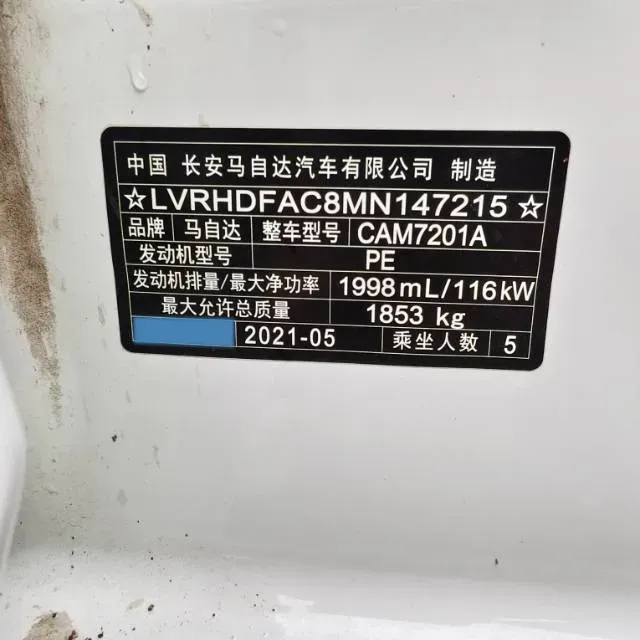 中国 长安马自达汽车有限公司 制造
☆LVRHDFAC8MN147215☆
品牌 马自达 整车型号 CAM7201A
发动机型号 PE
发动机排量/最大净功率 1998mL/116kW
最大允许总质量 1853 kg
2021-05 乘坐人数 5